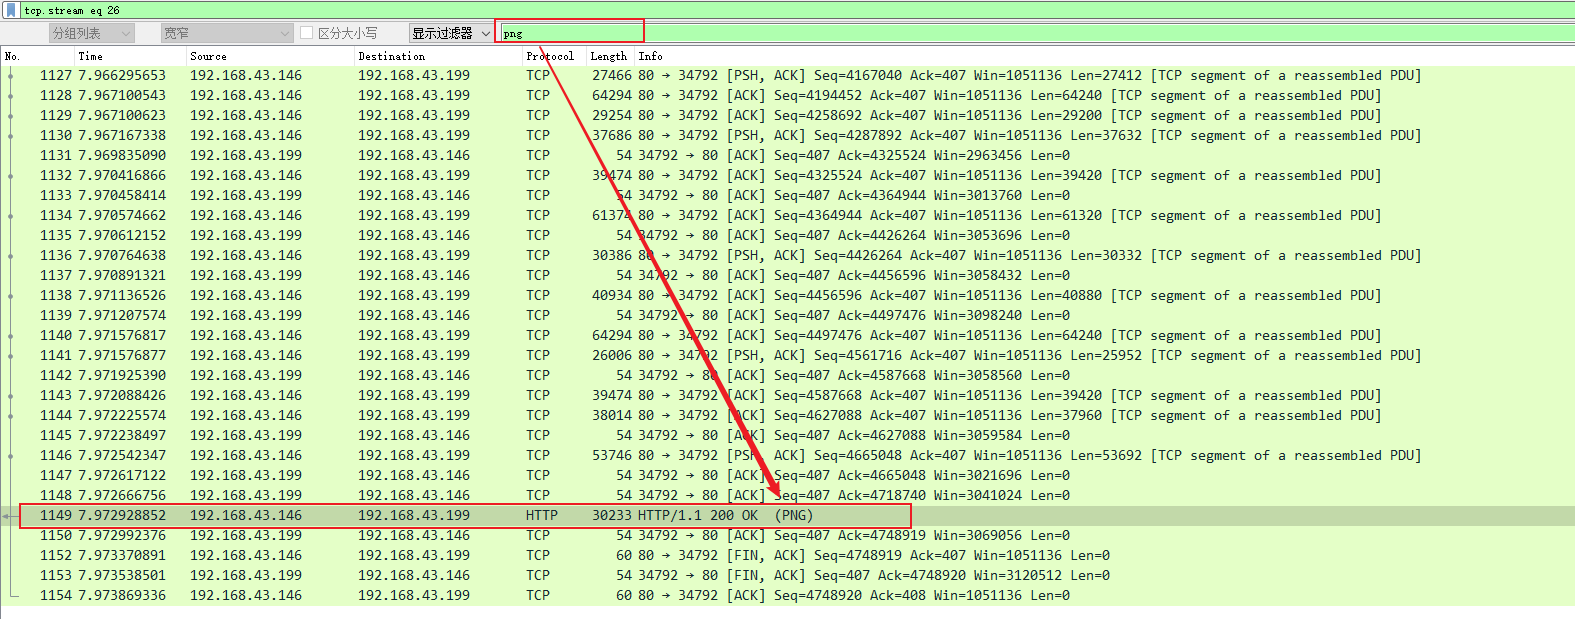 tcp.stream eq 26
分组列表 宽窄 区分大小写 显示过滤器 png
No. Time Source Destination Protocol Length Info
1127 7.966295653 192.168.43.146 192.168.43.199 TCP 27466 80 → 34792 [PSH, ACK] Seq=4167040 Ack=407 Win=1051136 Len=27412 [TCP segment of a reassembled PDU]
1128 7.967100543 192.168.43.146 192.168.43.199 TCP 64294 80 → 34792 [ACK] Seq=4194452 Ack=407 Win=1051136 Len=64240 [TCP segment of a reassembled PDU]
1129 7.967100623 192.168.43.146 192.168.43.199 TCP 29254 80 → 34792 [ACK] Seq=4258692 Ack=407 Win=1051136 Len=29200 [TCP segment of a reassembled PDU]
1130 7.967167338 192.168.43.146 192.168.43.199 TCP 37686 80 → 34792 [PSH, ACK] Seq=4287892 Ack=407 Win=1051136 Len=37632 [TCP segment of a reassembled PDU]
1131 7.969835090 192.168.43.199 192.168.43.146 TCP 54 34792 → 80 [ACK] Seq=407 Ack=4325524 Win=2963456 Len=0
1132 7.970416866 192.168.43.146 192.168.43.199 TCP 39474 80 → 34792 [ACK] Seq=4325524 Ack=407 Win=1051136 Len=39420 [TCP segment of a reassembled PDU]
1133 7.970458414 192.168.43.199 192.168.43.146 TCP 54 34792 → 80 [ACK] Seq=407 Ack=4364944 Win=3013760 Len=0
1134 7.970574662 192.168.43.146 192.168.43.199 TCP 61374 80 → 34792 [ACK] Seq=4364944 Ack=407 Win=1051136 Len=61320 [TCP segment of a reassembled PDU]
1135 7.970612152 192.168.43.199 192.168.43.146 TCP 54 34792 → 80 [ACK] Seq=407 Ack=4426264 Win=3053696 Len=0
1136 7.970764638 192.168.43.146 192.168.43.199 TCP 30386 80 → 34792 [PSH, ACK] Seq=4426264 Ack=407 Win=1051136 Len=30332 [TCP segment of a reassembled PDU]
1137 7.970891321 192.168.43.199 192.168.43.146 TCP 54 34792 → 80 [ACK] Seq=407 Ack=4456596 Win=3058432 Len=0
1138 7.971136526 192.168.43.146 192.168.43.199 TCP 40934 80 → 34792 [ACK] Seq=4456596 Ack=407 Win=1051136 Len=40880 [TCP segment of a reassembled PDU]
1139 7.971207574 192.168.43.199 192.168.43.146 TCP 54 34792 → 80 [ACK] Seq=407 Ack=4497476 Win=3098240 Len=0
1140 7.971576817 192.168.43.146 192.168.43.199 TCP 64294 80 → 34792 [ACK] Seq=4497476 Ack=407 Win=1051136 Len=64240 [TCP segment of a reassembled PDU]
1141 7.971576877 192.168.43.146 192.168.43.199 TCP 26006 80 → 34792 [PSH, ACK] Seq=4561716 Ack=407 Win=1051136 Len=25952 [TCP segment of a reassembled PDU]
1142 7.971925390 192.168.43.199 192.168.43.146 TCP 54 34792 → 80 [ACK] Seq=407 Ack=4587668 Win=3058560 Len=0
1143 7.972088426 192.168.43.146 192.168.43.199 TCP 39474 80 → 34792 [ACK] Seq=4587668 Ack=407 Win=1051136 Len=39420 [TCP segment of a reassembled PDU]
1144 7.972225574 192.168.43.146 192.168.43.199 TCP 38014 80 → 34792 [ACK] Seq=4627088 Ack=407 Win=1051136 Len=37960 [TCP segment of a reassembled PDU]
1145 7.972238497 192.168.43.199 192.168.43.146 TCP 54 34792 → 80 [ACK] Seq=407 Ack=4627088 Win=3059584 Len=0
1146 7.972542347 192.168.43.146 192.168.43.199 TCP 53746 80 → 34792 [PSH, ACK] Seq=4665048 Ack=407 Win=1051136 Len=53692 [TCP segment of a reassembled PDU]
1147 7.972617122 192.168.43.199 192.168.43.146 TCP 54 34792 → 80 [ACK] Seq=407 Ack=4665048 Win=3021696 Len=0
1148 7.972666756 192.168.43.199 192.168.43.146 TCP 54 34792 → 80 [ACK] Seq=407 Ack=4718740 Win=3041024 Len=0
1149 7.972928852 192.168.43.146 192.168.43.199 HTTP 30233 HTTP/1.1 200 OK (PNG)
1150 7.972992376 192.168.43.199 192.168.43.146 TCP 54 34792 → 80 [ACK] Seq=407 Ack=4748919 Win=3069056 Len=0
1152 7.973370891 192.168.43.146 192.168.43.199 TCP 60 80 → 34792 [FIN, ACK] Seq=4748919 Ack=407 Win=1051136 Len=0
1153 7.973538501 192.168.43.199 192.168.43.146 TCP 54 34792 → 80 [FIN, ACK] Seq=407 Ack=4748920 Win=3120512 Len=0
1154 7.973869336 192.168.43.146 192.168.43.199 TCP 60 80 → 34792 [ACK] Seq=4748920 Ack=408 Win=1051136 Len=0